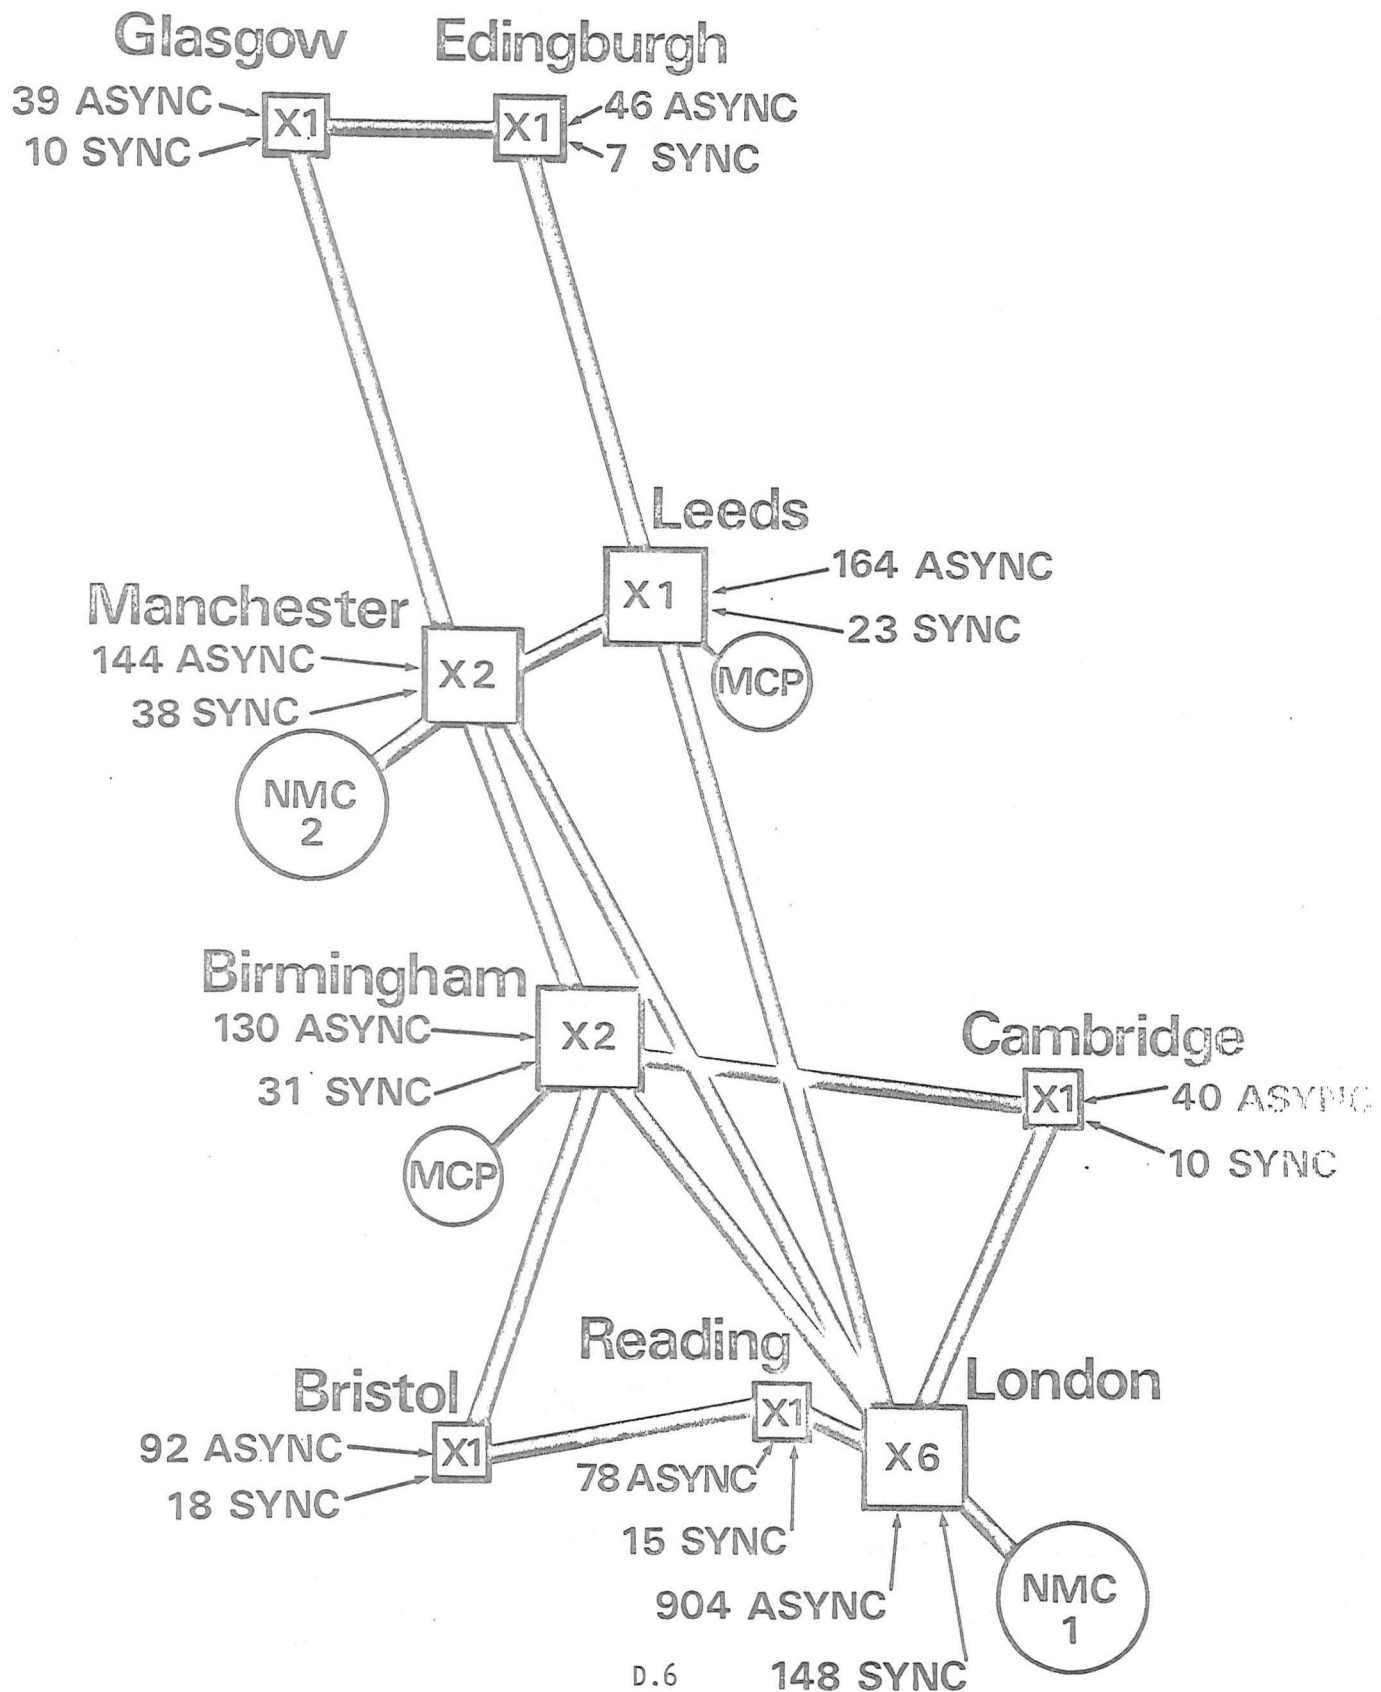 Glasgow
Edingburgh
39 ASYNC
10 SYNC
X1
X1
46 ASYNC
7 SYNC
Leeds
X1
164 ASYNC
23 SYNC
MCP
Manchester
144 ASYNC
38 SYNC
X2
NMC
2
Birmingham
130 ASYNC
31 SYNC
X2
MCP
Cambridge
X1
40 ASYNC
10 SYNC
Reading
X1
78 ASYNC
15 SYNC
Bristol
92 ASYNC
18 SYNC
X1
London
X6
904 ASYNC
148 SYNC
NMC
1
D.6